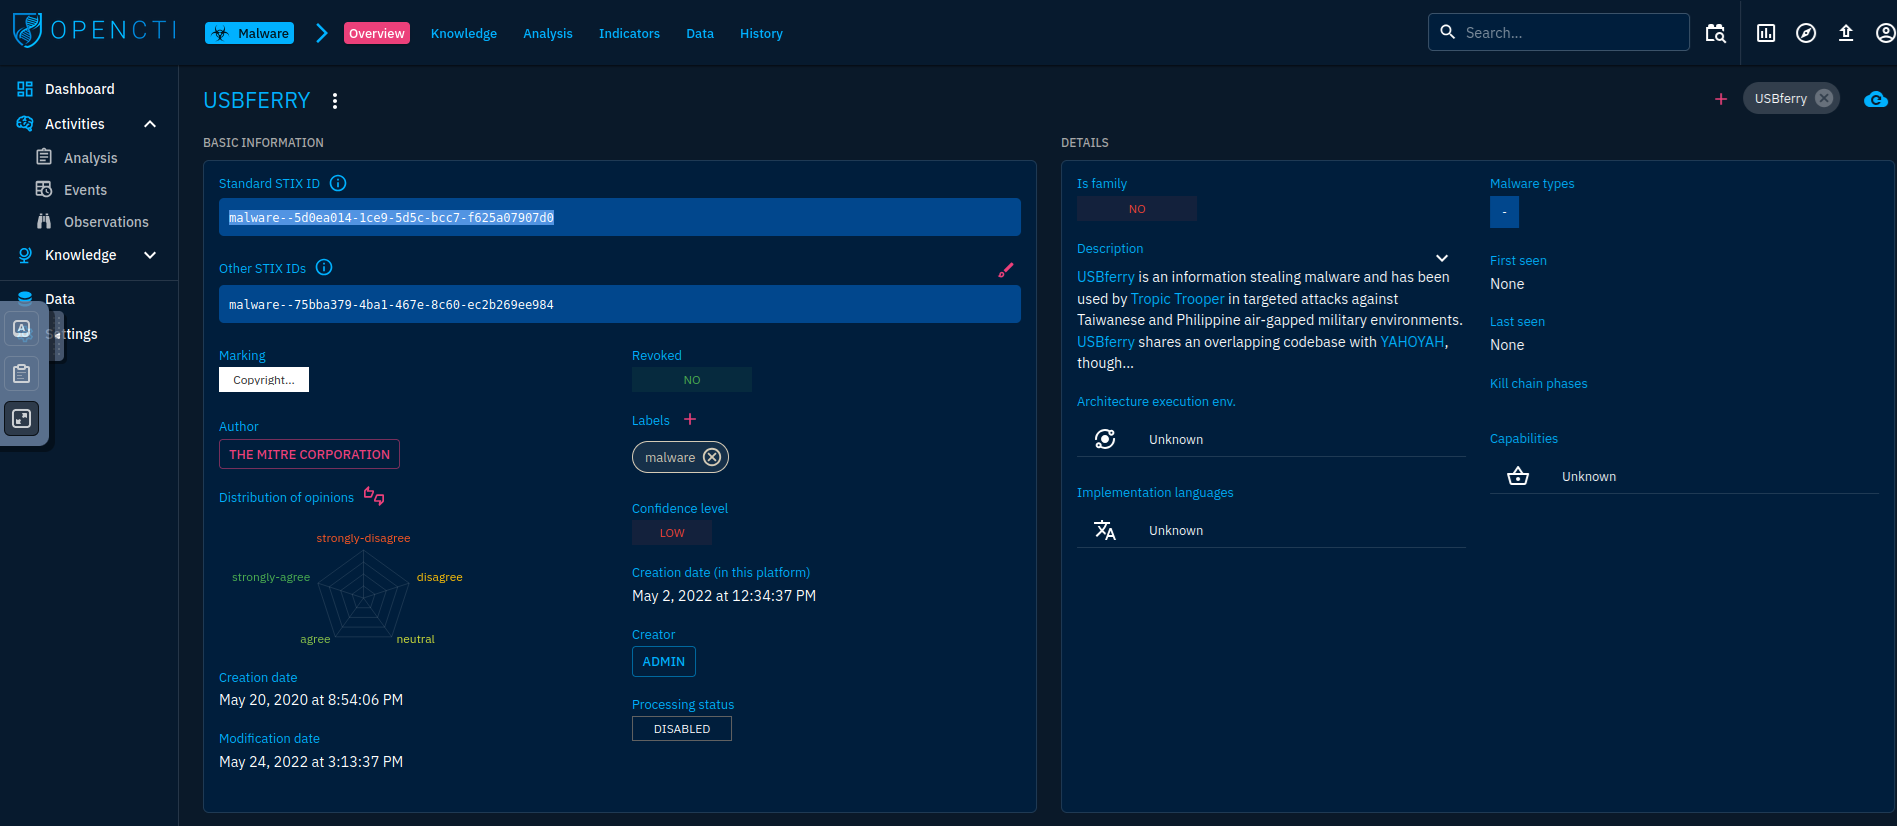 OPENCTI
Malware
Overview
Knowledge
Analysis
Indicators
Data
History
Search...
Dashboard
Activities
Analysis
Events
Observations
Knowledge
Data
Settings
A
USBFERRY
USBferry
BASIC INFORMATION
Standard STIX ID
malware--5d0ea014-1ce9-5d5c-bcc7-f625a07907d0
Other STIX IDs
malware--75bba379-4ba1-467e-8c60-ec2b269ee984
Marking
Copyright...
Author
THE MITRE CORPORATION
Distribution of opinions
strongly-disagree
strongly-agree
disagree
agree
neutral
Creation date
May 20, 2020 at 8:54:06 PM
Modification date
May 24, 2022 at 3:13:37 PM
Revoked
NO
Labels
malware
Confidence level
LOW
Creation date (in this platform)
May 2, 2022 at 12:34:37 PM
Creator
ADMIN
Processing status
DISABLED
DETAILS
Is family
NO
Description
USBferry is an information stealing malware and has been
used by Tropic Trooper in targeted attacks against
Taiwanese and Philippine air-gapped military environments.
USBferry shares an overlapping codebase with YAHOYAH,
though...
Architecture execution env.
Unknown
Implementation languages
Unknown
Malware types
-
First seen
None
Last seen
None
Kill chain phases
Capabilities
Unknown